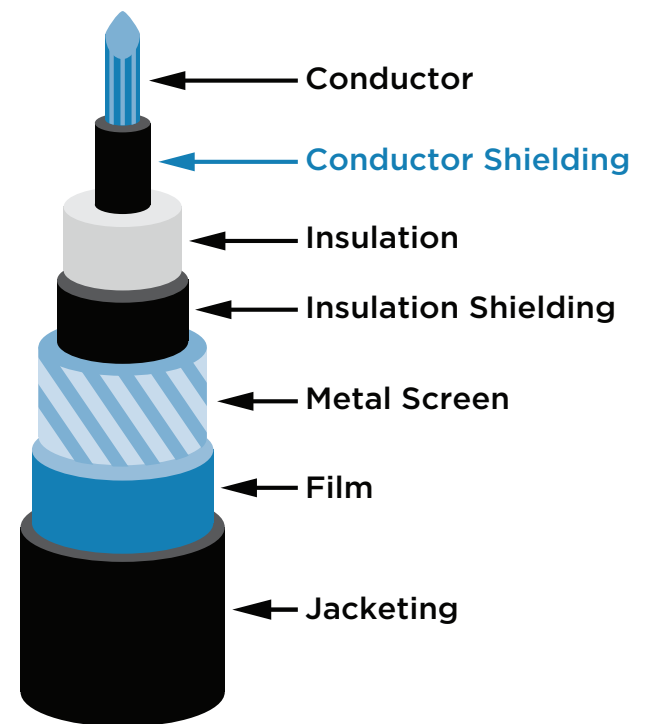 Conductor
Conductor Shielding
Insulation
Insulation Shielding
Metal Screen
Film
Jacketing